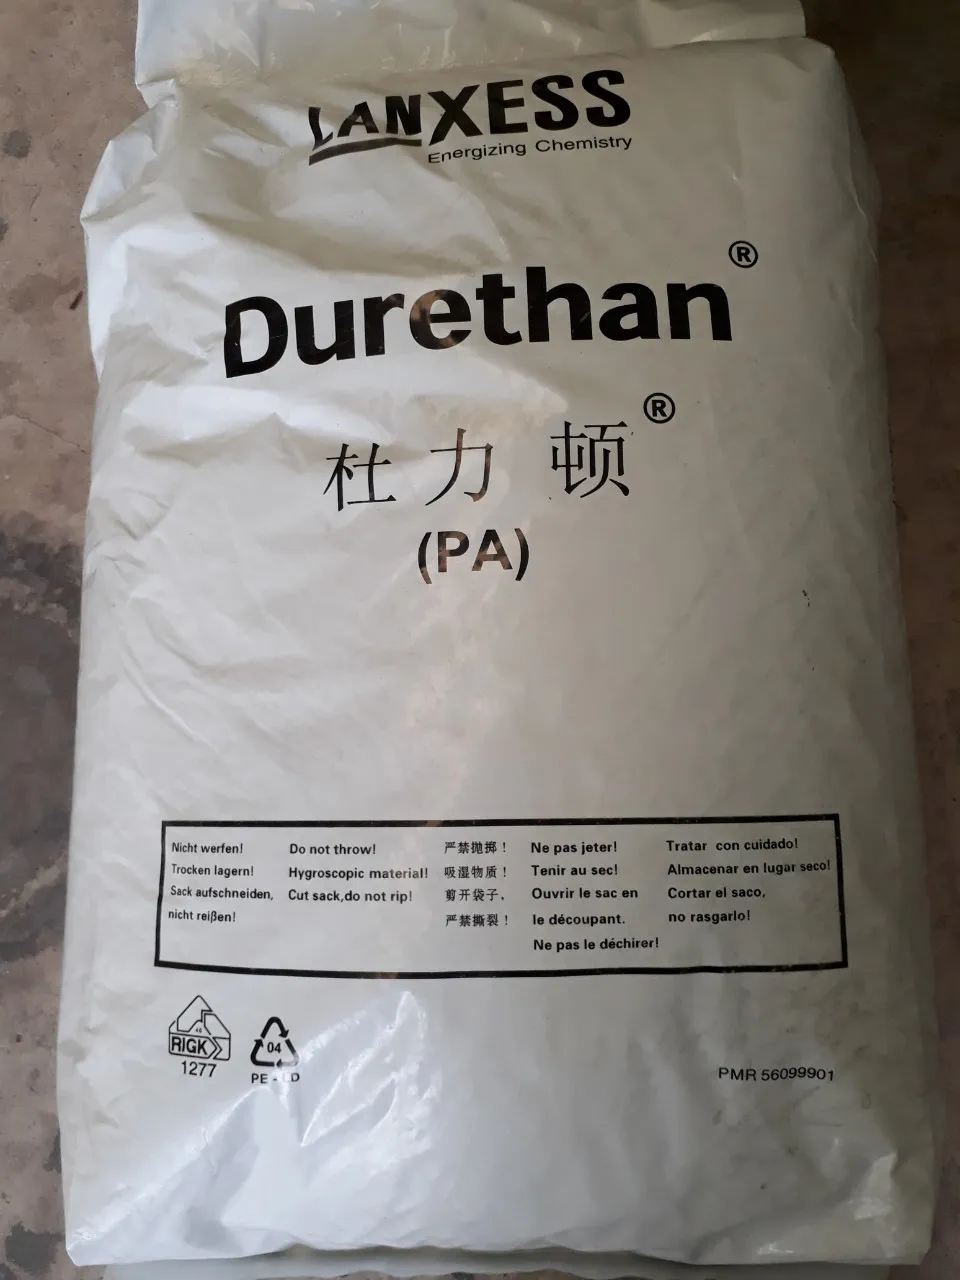 LANXESS
Energizing Chemistry
Durethan®
杜力顿®
(PA)
Nicht werfen!
Trocken lagern!
Sack aufschneiden,
nicht reißen!
Do not throw!
Hygroscopic material!
Cut sack,do not rip!
严禁抛掷！
吸湿物质！
剪开袋子，
严禁撕裂！
Ne pas jeter!
Tenir au sec!
Ouvrir le sac en
le découpant.
Ne pas le déchirer!
Tratar con cuidado!
Almacenar en lugar seco!
Cortar el saco,
no rasgarlo!
RIGK
1277
04
PE-LD
PMR 56099901